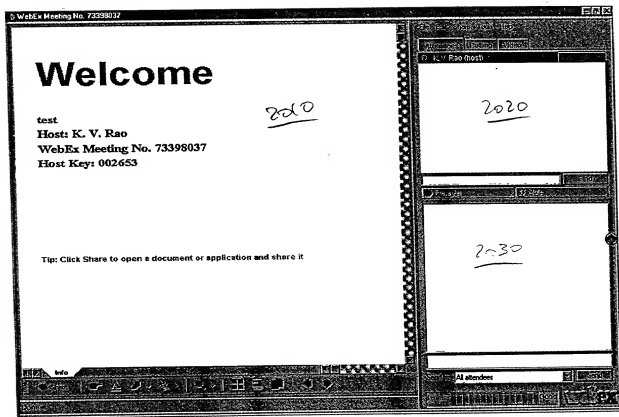 WebEx Meeting No. 73398037
Welcome
test
Host: K. V. Rao
WebEx Meeting No. 73398037
Host Key: 002653
2010
Tip: Click Share to open a document or application and share it
Info
K. V. Rao (host)
2020
2030
All attendees